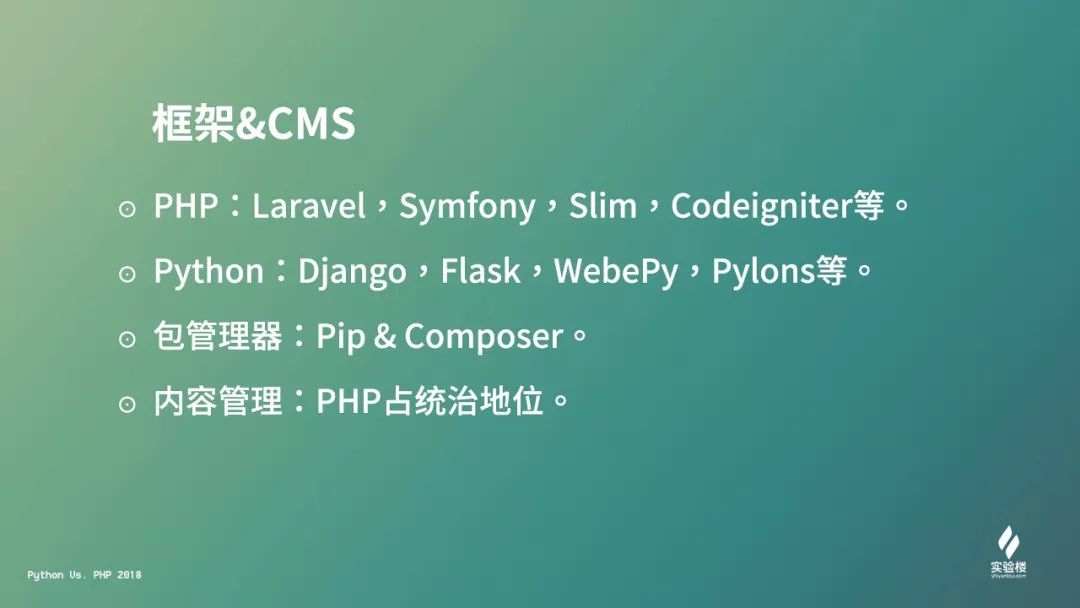 框架&CMS
PHP：Laravel，Symfony，Slim，Codeigniter等。
Python：Django，Flask，WebePy，Pylons等。
包管理器：Pip & Composer。
内容管理：PHP占统治地位。
Python Vs. PHP 2018
实验楼
shiyanlou.com